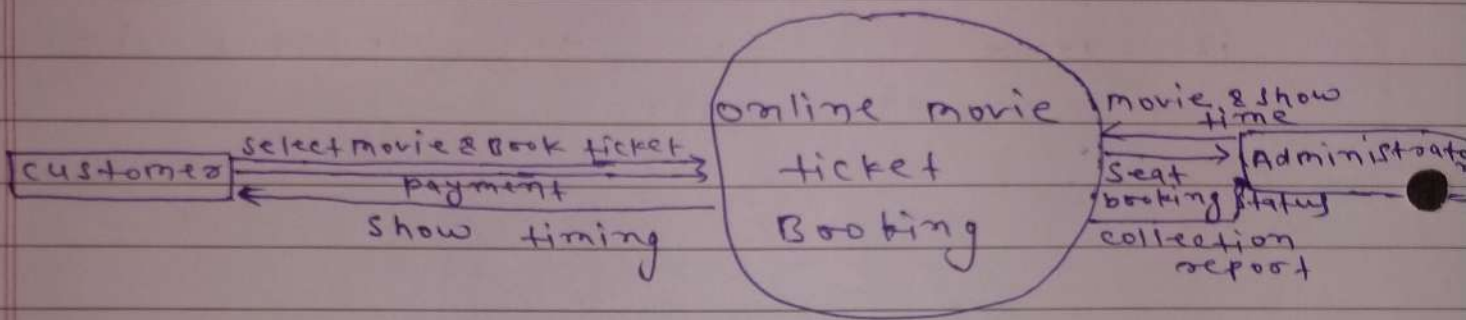 customer
select movie & Book ticket
payment
show timing
online movie
ticket
Booking
movie & show
time
Administrato
seat
booking status
collection
report